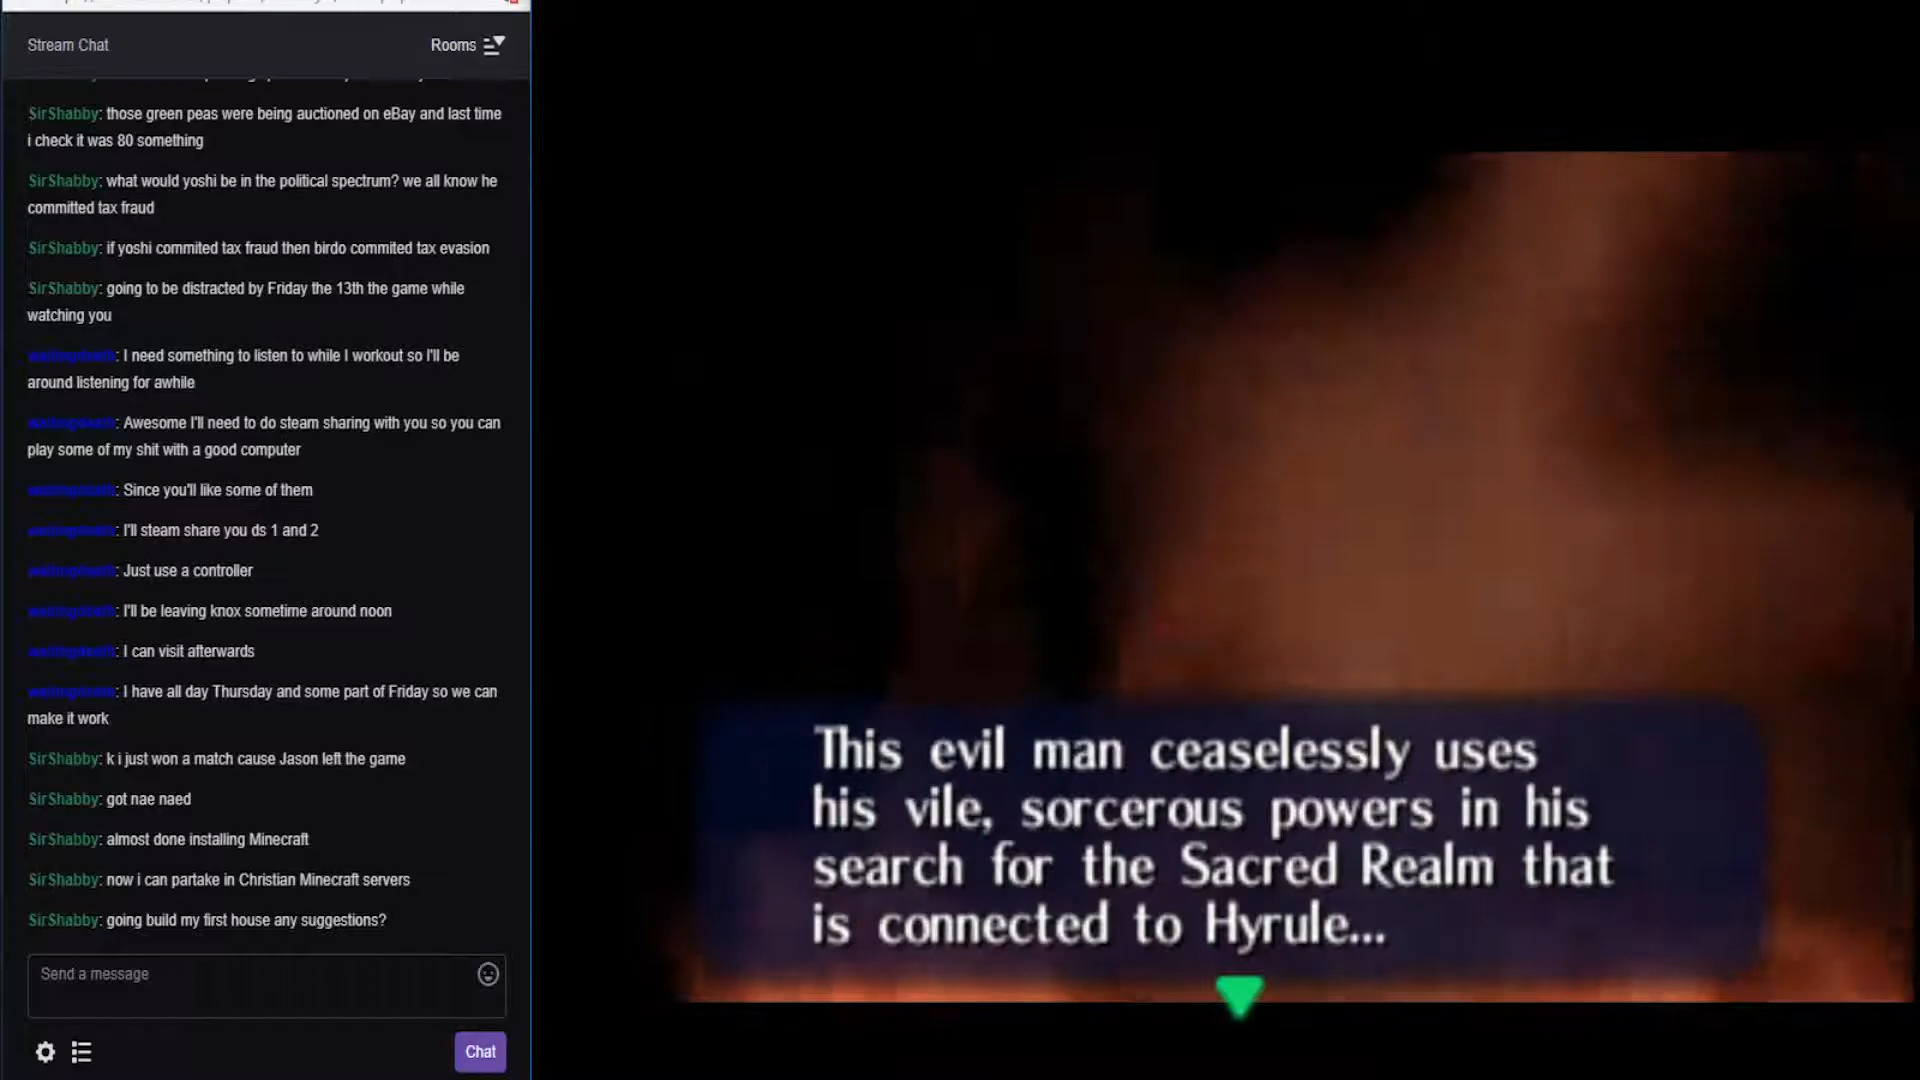 Stream Chat
Rooms
SirShabby: those green peas were being auctioned on eBay and last time
i check it was 80 something
SirShabby: what would yoshi be in the political spectrum? we all know he
committed tax fraud
SirShabby: if yoshi commited tax fraud then birdo commited tax evasion
SirShabby: going to be distracted by Friday the 13th the game while
watching you
: I need something to listen to while I workout so I'll be
around listening for awhile
: Awesome I'll need to do steam sharing with you so you can
play some of my shit with a good computer
: Since you'll like some of them
: I'll steam share you ds 1 and 2
: Just use a controller
: I'll be leaving knox sometime around noon
: I can visit afterwards
: I have all day Thursday and some part of Friday so we can
make it work
SirShabby: k i just won a match cause Jason left the game
SirShabby: got nae naed
SirShabby: almost done installing Minecraft
SirShabby: now i can partake in Christian Minecraft servers
SirShabby: going build my first house any suggestions?
Send a message
Chat
This evil man ceaselessly uses
his vile, sorcerous powers in his
search for the Sacred Realm that
is connected to Hyrule...